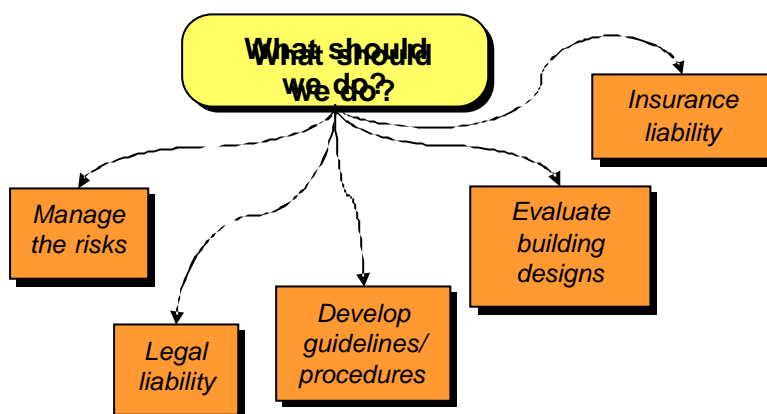 What should
we do?
Insurance
liability
Manage
the risks
Evaluate
building
designs
Legal
liability
Develop
guidelines/
procedures